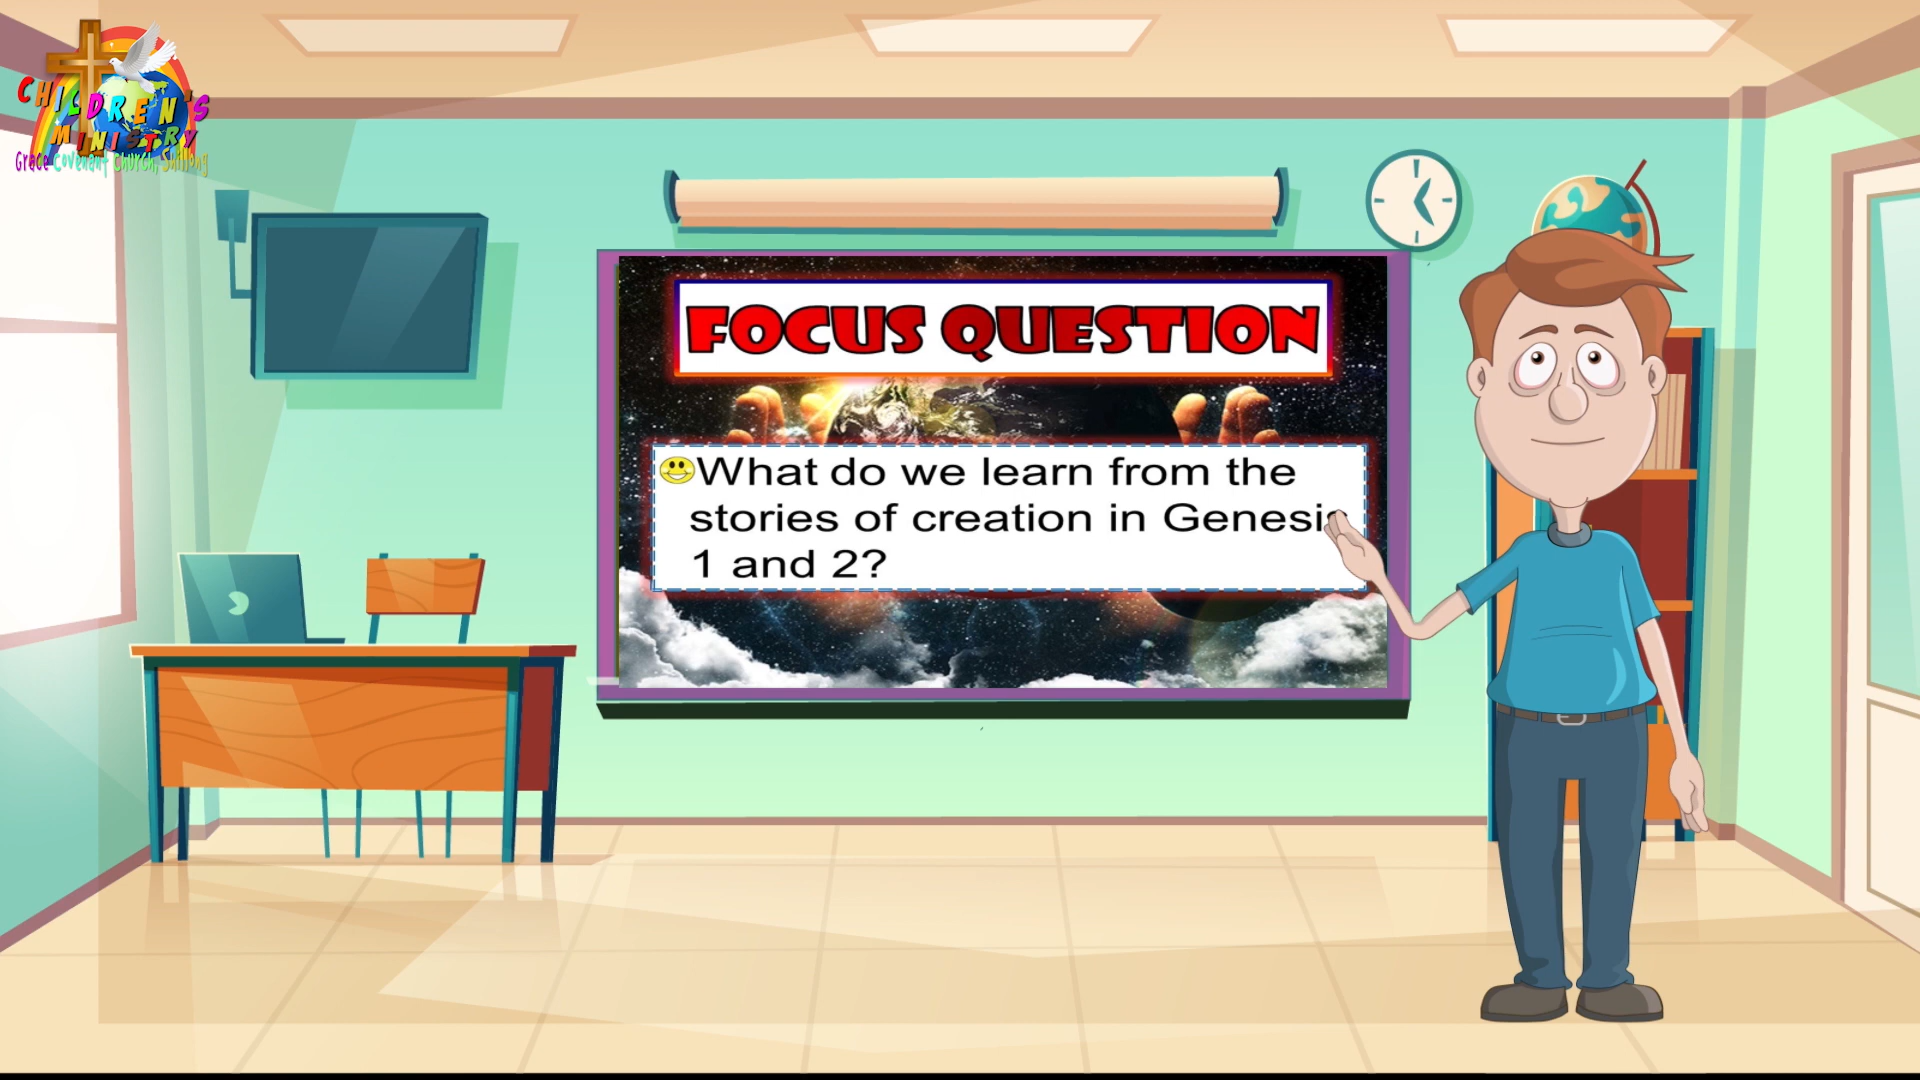 CHILDREN'S
MINISTRY
Grace Covenant Church, Shillong
FOCUS QUESTION
What do we learn from the
stories of creation in Genesis
1 and 2?